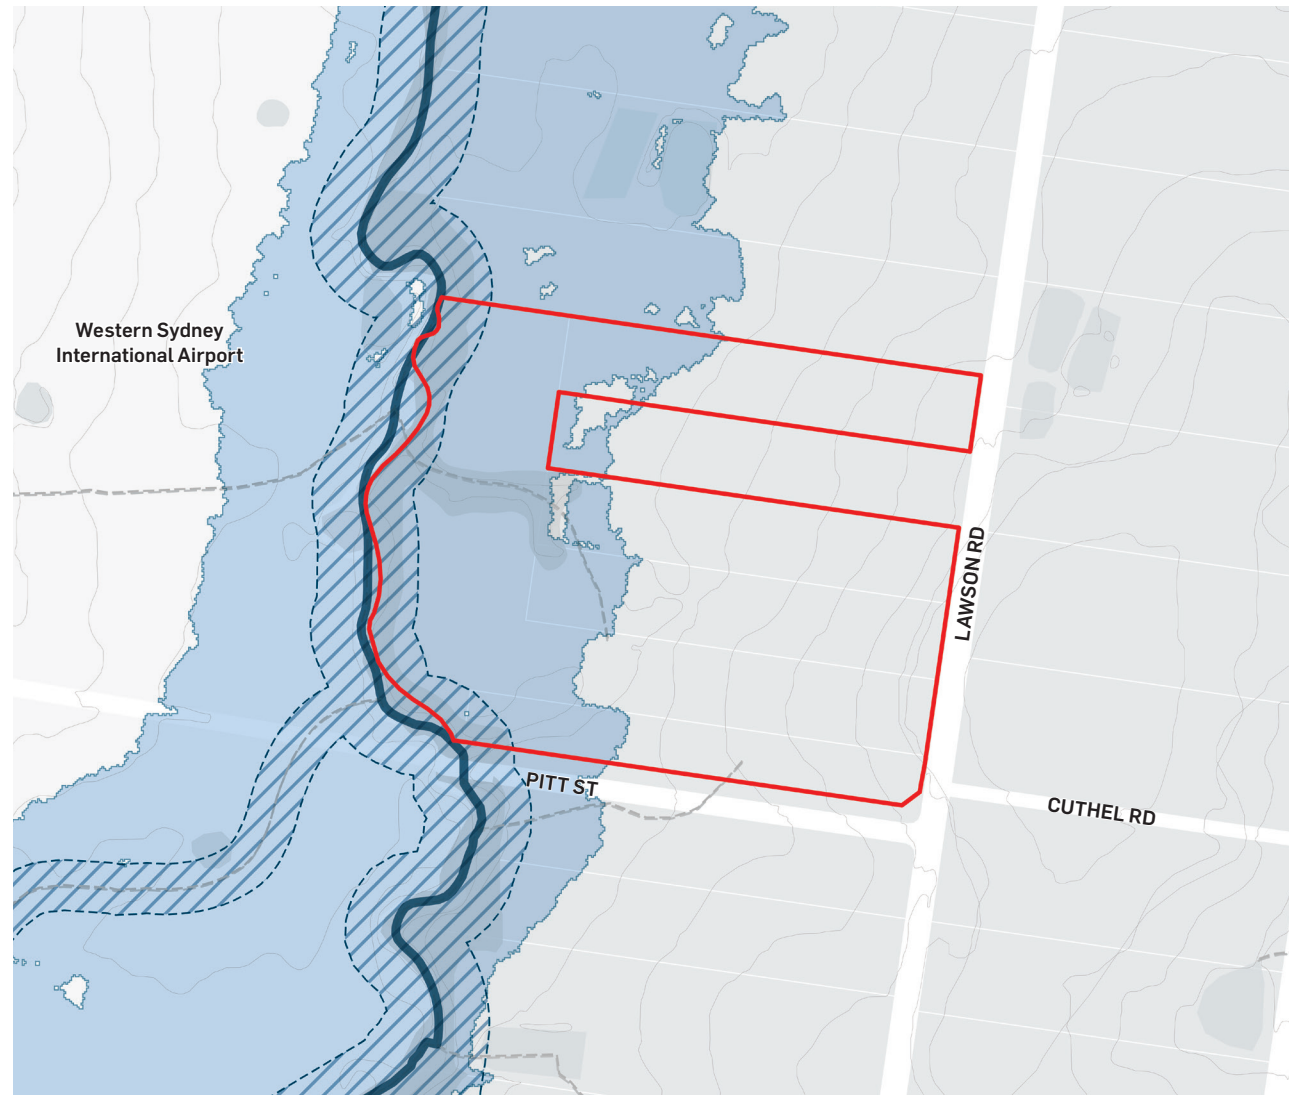 Western Sydney
International Airport
LAWSON RD
PITT ST
CUTHEL RD